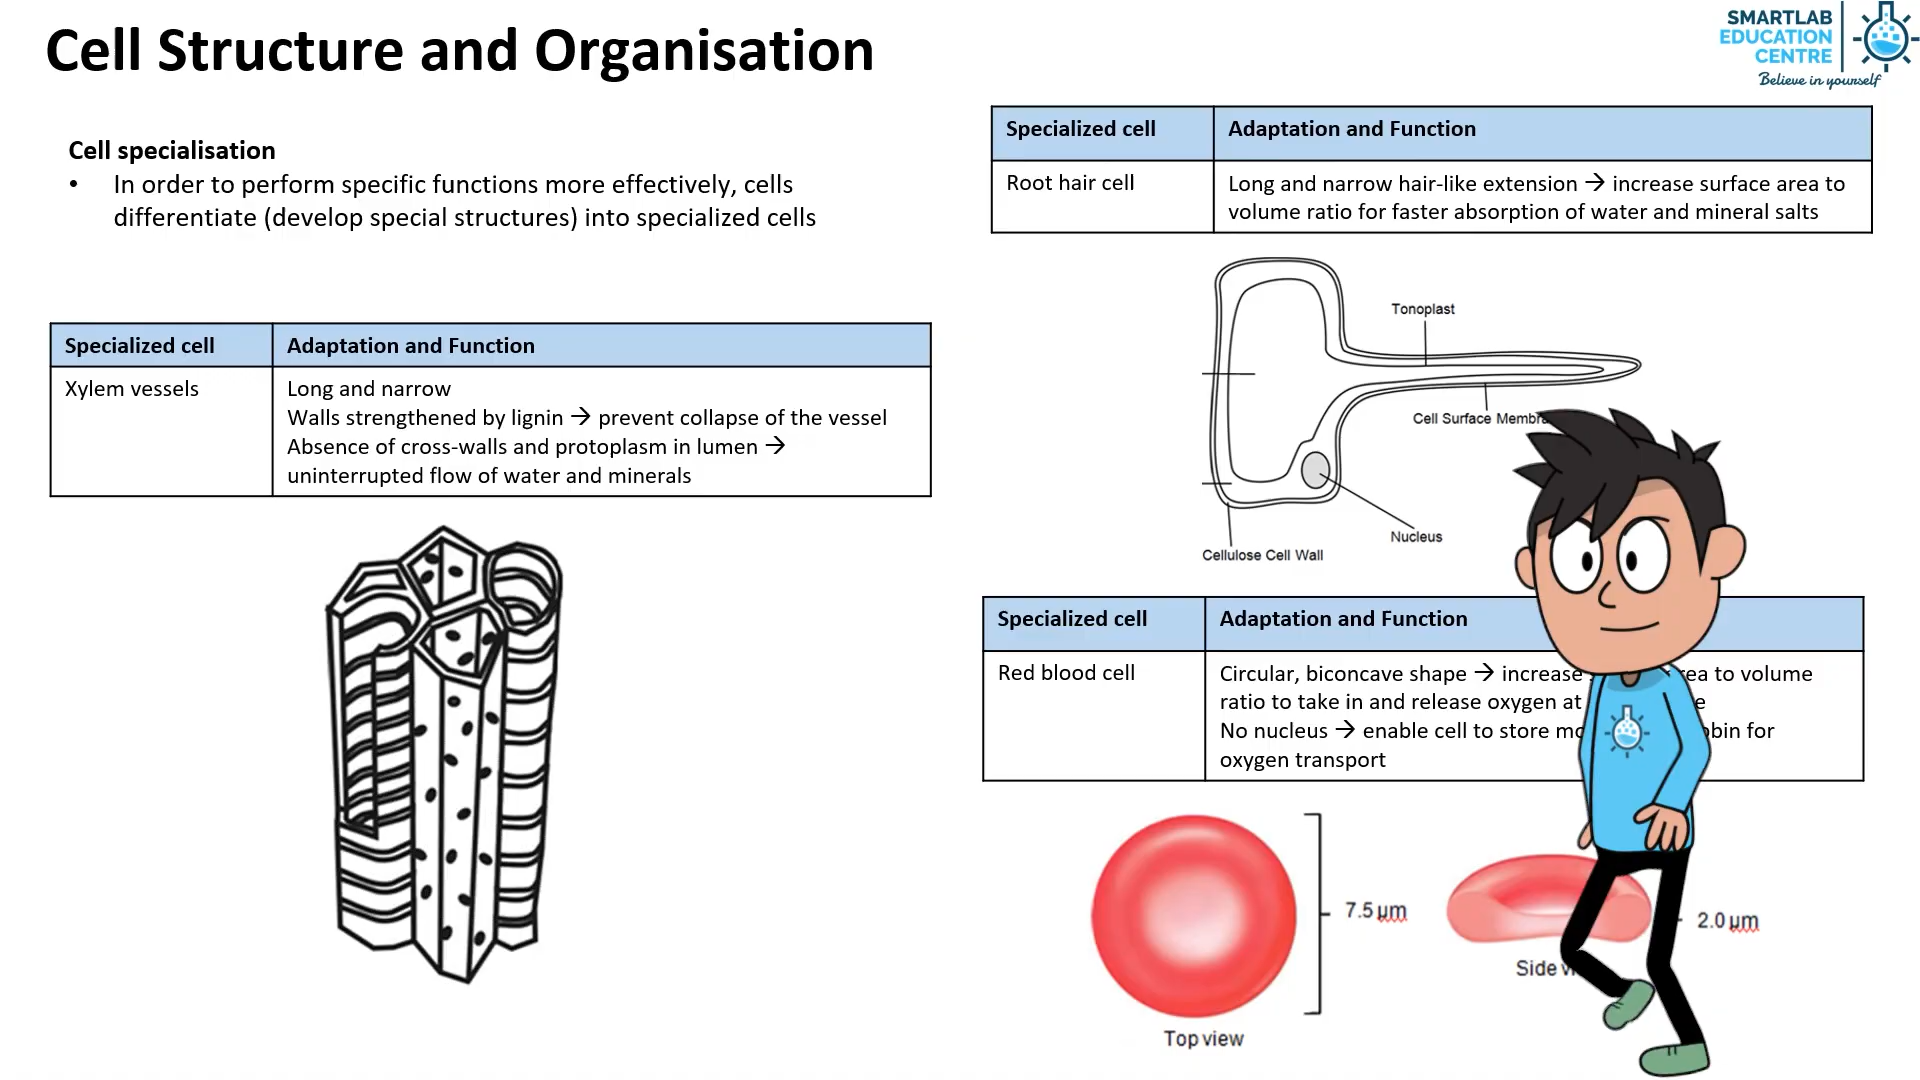 Cell Structure and Organisation
SMARTLAB
EDUCATION
CENTRE
Believe in yourself
Cell specialisation
• In order to perform specific functions more effectively, cells
differentiate (develop special structures) into specialized cells
Specialized cell Adaptation and Function
Xylem vessels Long and narrow
Walls strengthened by lignin → prevent collapse of the vessel
Absence of cross-walls and protoplasm in lumen →
uninterrupted flow of water and minerals
Specialized cell Adaptation and Function
Root hair cell Long and narrow hair-like extension → increase surface area to
volume ratio for faster absorption of water and mineral salts
Tonoplast
Cell Surface
Nucleus
Cellulose Cell Wall
Specialized cell Adaptation and Function
Red blood cell Circular, biconcave shape → increase to volume
ratio to take in and release oxygen at
No nucleus → enable cell to store for
oxygen transport
7.5 µm
2.0 µm
Side
Top view